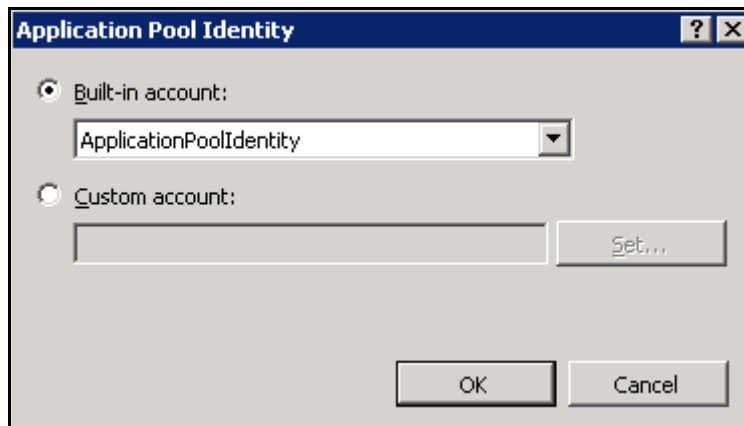 Application Pool Identity
Built-in account:
ApplicationPoolIdentity
Custom account:
Set...
OK Cancel